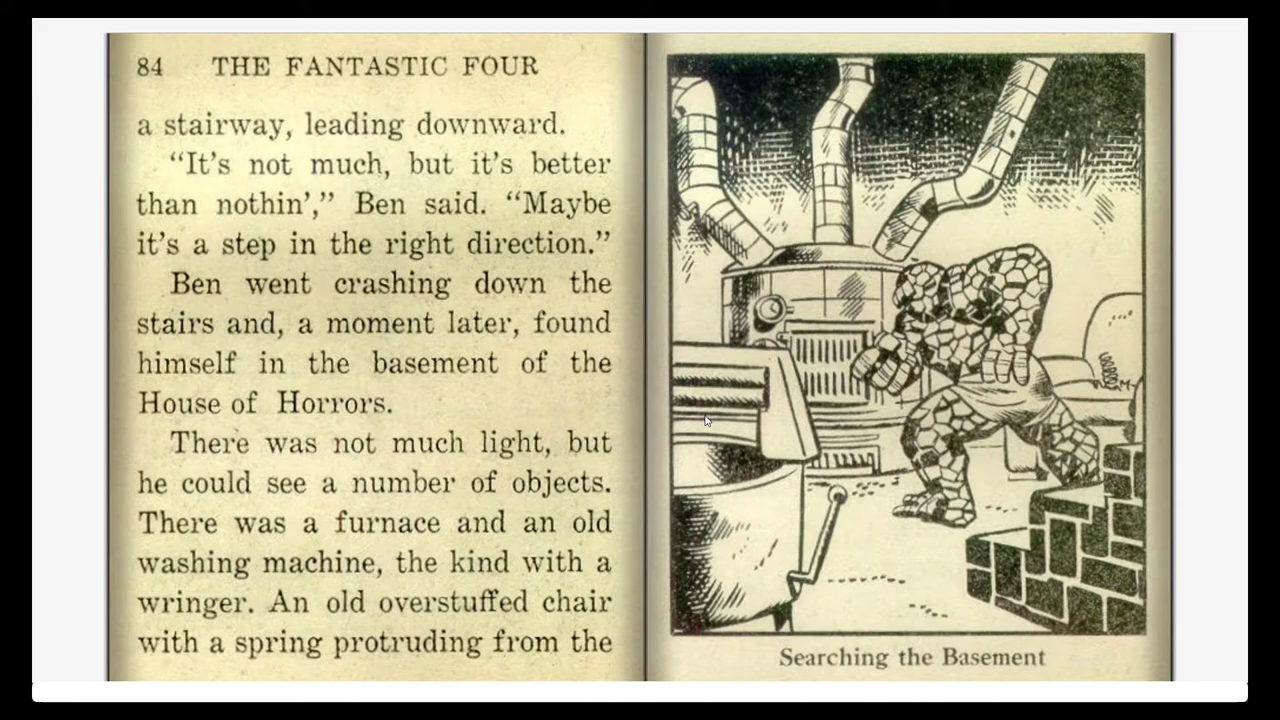 84 THE FANTASTIC FOUR
a stairway, leading downward.
“It’s not much, but it’s better
than nothin’,” Ben said. “Maybe
it’s a step in the right direction.”
Ben went crashing down the
stairs and, a moment later, found
himself in the basement of the
House of Horrors.
There was not much light, but
he could see a number of objects.
There was a furnace and an old
washing machine, the kind with a
wringer. An old overstuffed chair
with a spring protruding from the
Searching the Basement